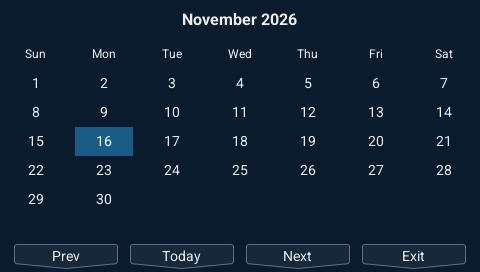 November 2026
Sun Mon Tue Wed Thu Fri Sat
1 2 3 4 5 6 7
8 9 10 11 12 13 14
15 16 17 18 19 20 21
22 23 24 25 26 27 28
29 30
Prev Today Next Exit